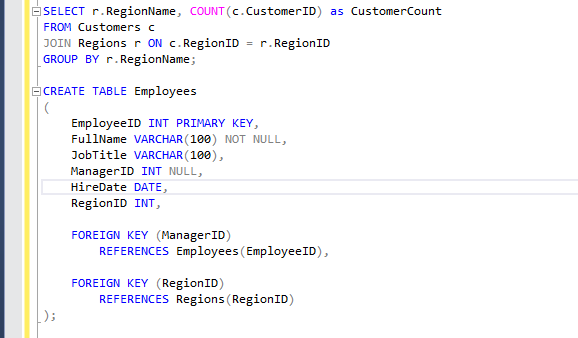 SELECT r.RegionName, COUNT(c.CustomerID) as CustomerCount
FROM Customers c
JOIN Regions r ON c.RegionID = r.RegionID
GROUP BY r.RegionName;

CREATE TABLE Employees
(
    EmployeeID INT PRIMARY KEY,
    FullName VARCHAR(100) NOT NULL,
    JobTitle VARCHAR(100),
    ManagerID INT NULL,
    HireDate DATE,
    RegionID INT,

    FOREIGN KEY (ManagerID)
        REFERENCES Employees(EmployeeID),

    FOREIGN KEY (RegionID)
        REFERENCES Regions(RegionID)
);